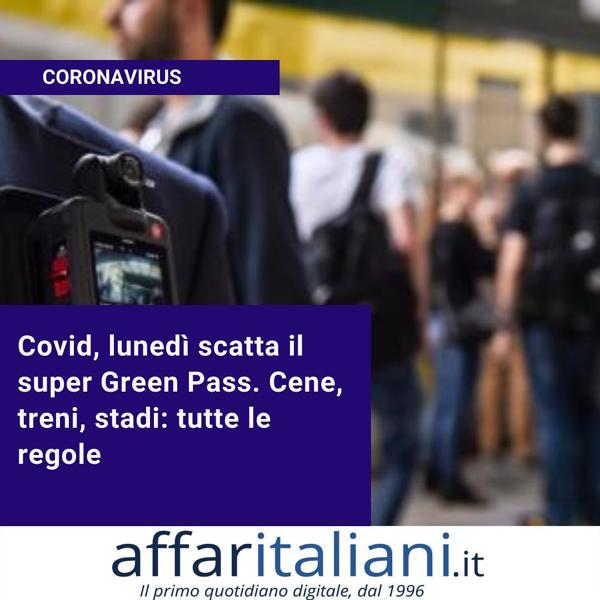 CORONAVIRUS
Covid, lunedì scatta il
super Green Pass. Cene,
treni, stadi: tutte le
regole
affaritaliani.it
Il primo quotidiano digitale, dal 1996